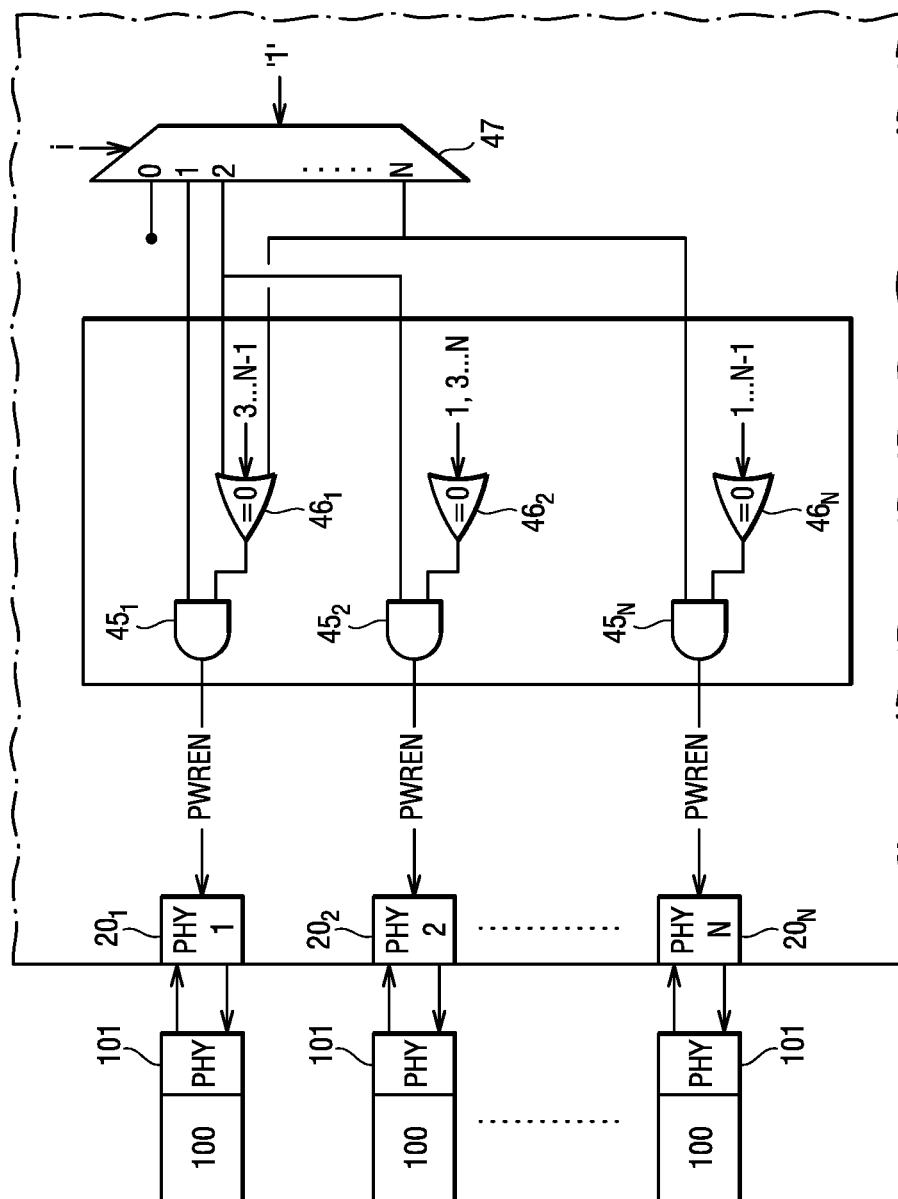 101
20₁
45₁
i
100
PHY
PHY
1
PWREN
=0
3...N-1
46₁
0
1
2
'1'
101
20₂
45₂
100
PHY
PHY
2
PWREN
=0
1, 3...N
46₂
N
47
45N
100
PHY
PHY
N
PWREN
=0
1...N-1
101
20N
46N